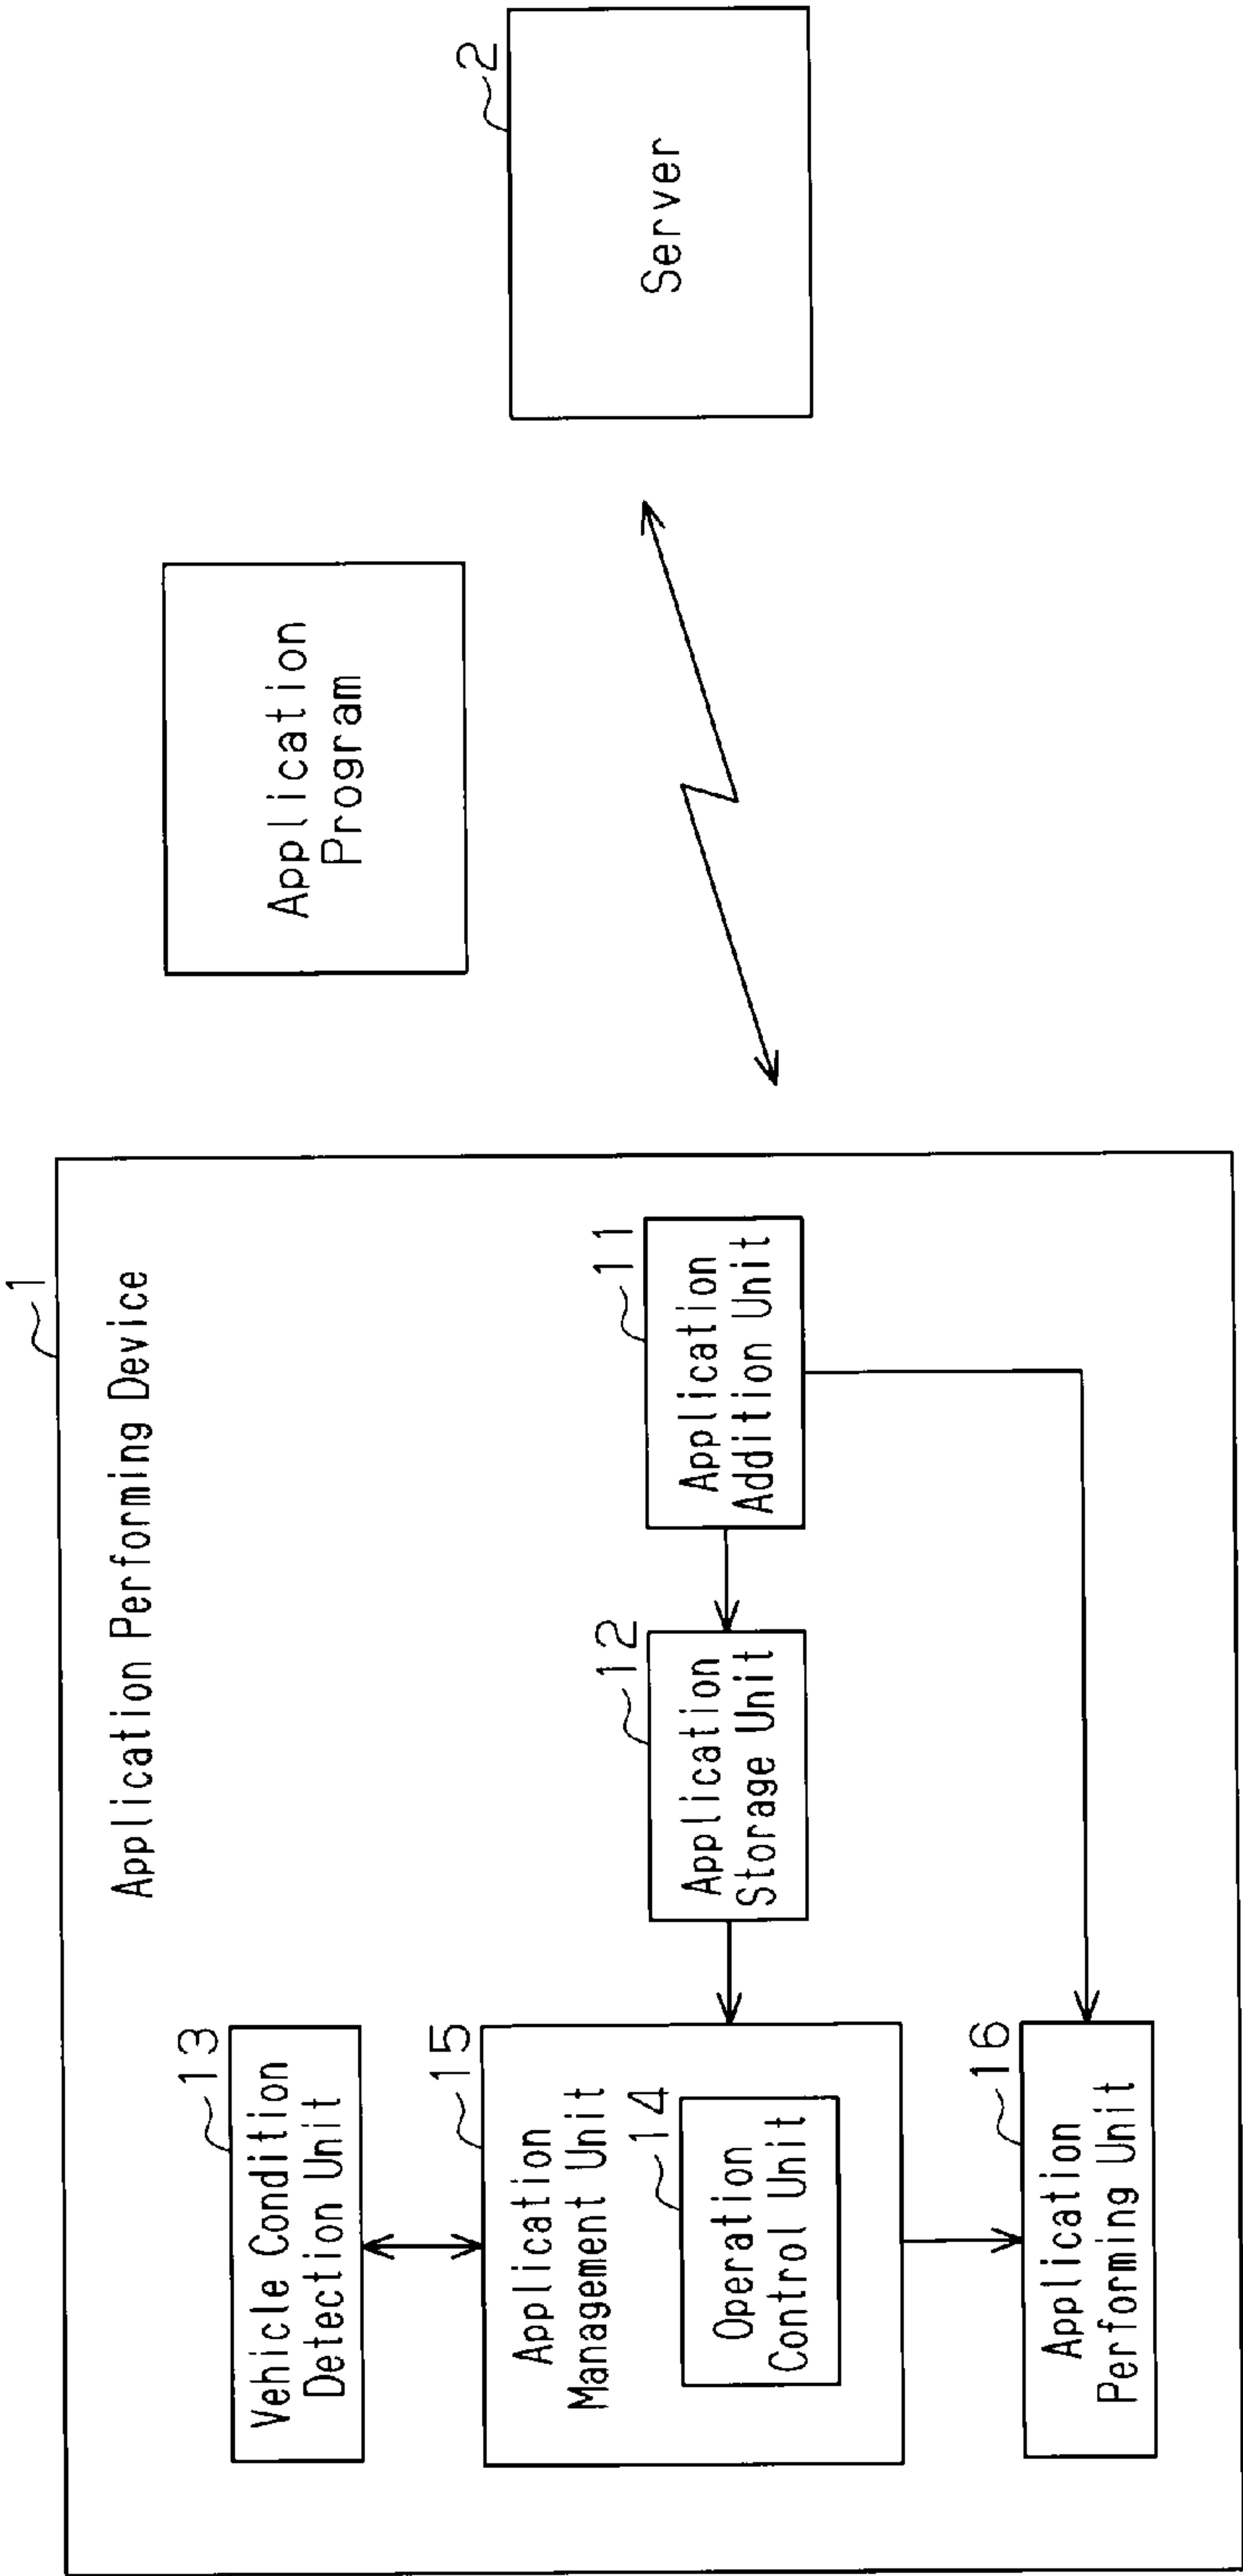 1
Application Performing Device
13
Vehicle Condition
Detection Unit
15
Application
Management Unit
14
Operation
Control Unit
12
Application
Storage Unit
11
Application
Addition Unit
16
Application
Performing Unit
Application
Program
2
Server